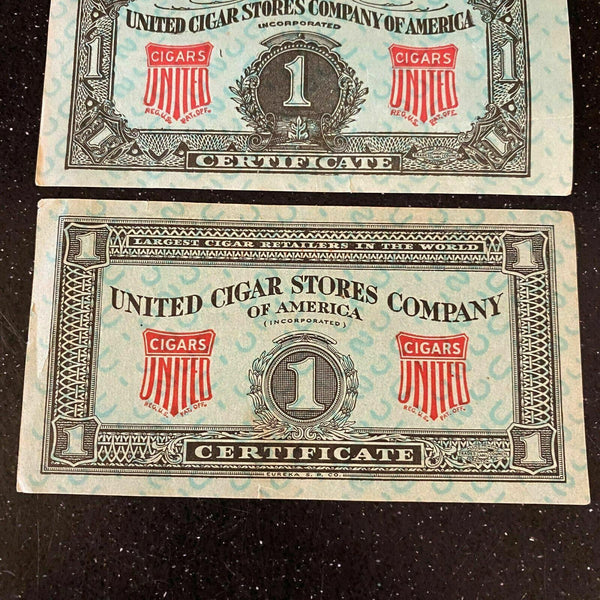 UNITED CIGAR STORES COMPANY OF AMERICA
INCORPORATED
CIGARS
UNITED
REG. U.S. PAT. OFF.
1
CIGARS
UNITED
REG. U.S. PAT. OFF.
1
1
1
1
CERTIFICATE
1
LARGEST CIGAR RETAILERS IN THE WORLD
1
UNITED CIGAR STORES COMPANY
OF AMERICA
(INCORPORATED)
CIGARS
UNITED
REG. U.S. PAT. OFF.
1
CIGARS
UNITED
REG. U.S. PAT. OFF.
1
CERTIFICATE
1
EUREKA S. P. CO.